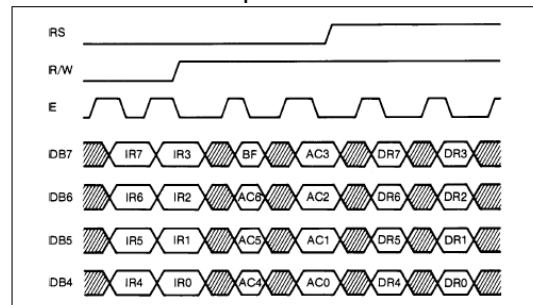 RS
R/W
E
DB7 IR7 IR3 BF AC3 DR7 DR3
DB6 IR6 IR2 AC6 AC2 DR6 DR2
DB5 IR5 IR1 AC5 AC1 DR5 DR1
DB4 IR4 IR0 AC4 AC0 DR4 DR0